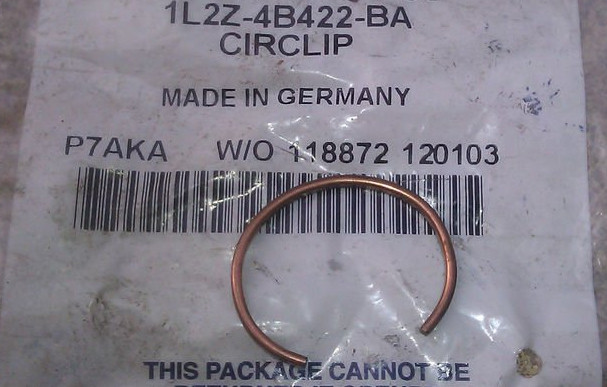 1L2Z-4B422-BA
CIRCLIP
MADE IN GERMANY
P7AKA W/O 118872 120103
THIS PACKAGE CANNOT BE